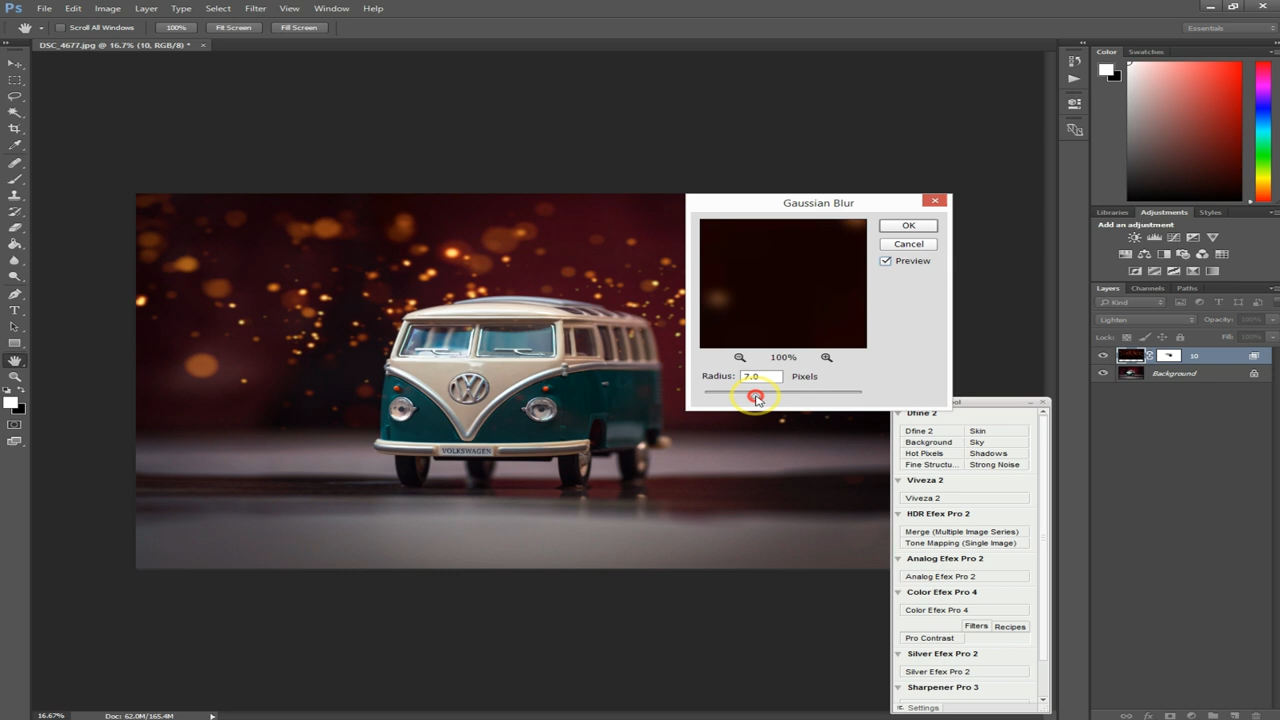 Ps File Edit Image Layer Type Select Filter View Window Help
Scroll All Windows 100% Fit Screen Fill Screen Essentials
DSC_4677.jpg @ 16.7% (10, RGB/8) * ×
Color Swatches
Gaussian Blur
OK
Cancel
Preview
100%
Radius: 7.0 Pixels
VW
VOLKSWAGEN
Libraries Adjustments Styles
Add an adjustment
Layers Channels Paths
Kind
Lighten Opacity: 100%
Lock: Fill: 100%
10
Background
Dfine 2
Dfine 2 Skin
Background Sky
Hot Pixels Shadows
Fine Structu... Strong Noise
Viveza 2
Viveza 2
HDR Efex Pro 2
Merge (Multiple Image Series)
Tone Mapping (Single Image)
Analog Efex Pro 2
Analog Efex Pro 2
Color Efex Pro 4
Color Efex Pro 4
Filters Recipes
Pro Contrast
Silver Efex Pro 2
Silver Efex Pro 2
Sharpener Pro 3
Settings
16.67% Doc: 62.0M/165.4M